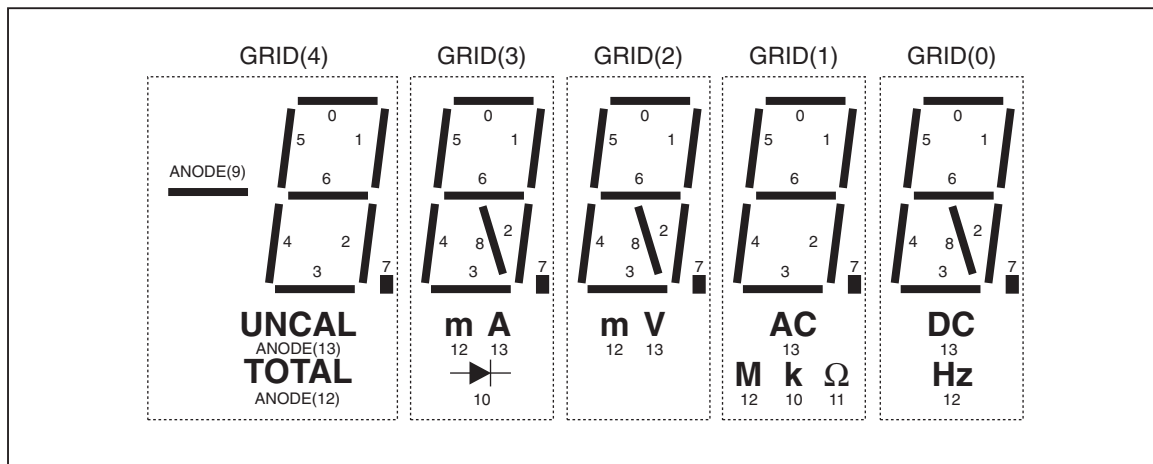 GRID(4) GRID(3) GRID(2) GRID(1) GRID(0)
0 0 0 0 0
5 1 5 1 5 1 5 1 5 1
ANODE(9) 6 6 6 6 6
4 2 4 8 2 4 8 2 4 2 4 8 2
3 7 3 7 3 7 3 7 3 7
UNCAL m A m V AC DC
ANODE(13) 12 13 12 13 13 13
TOTAL M k Ω Hz
ANODE(12) 10 12 10 11 12